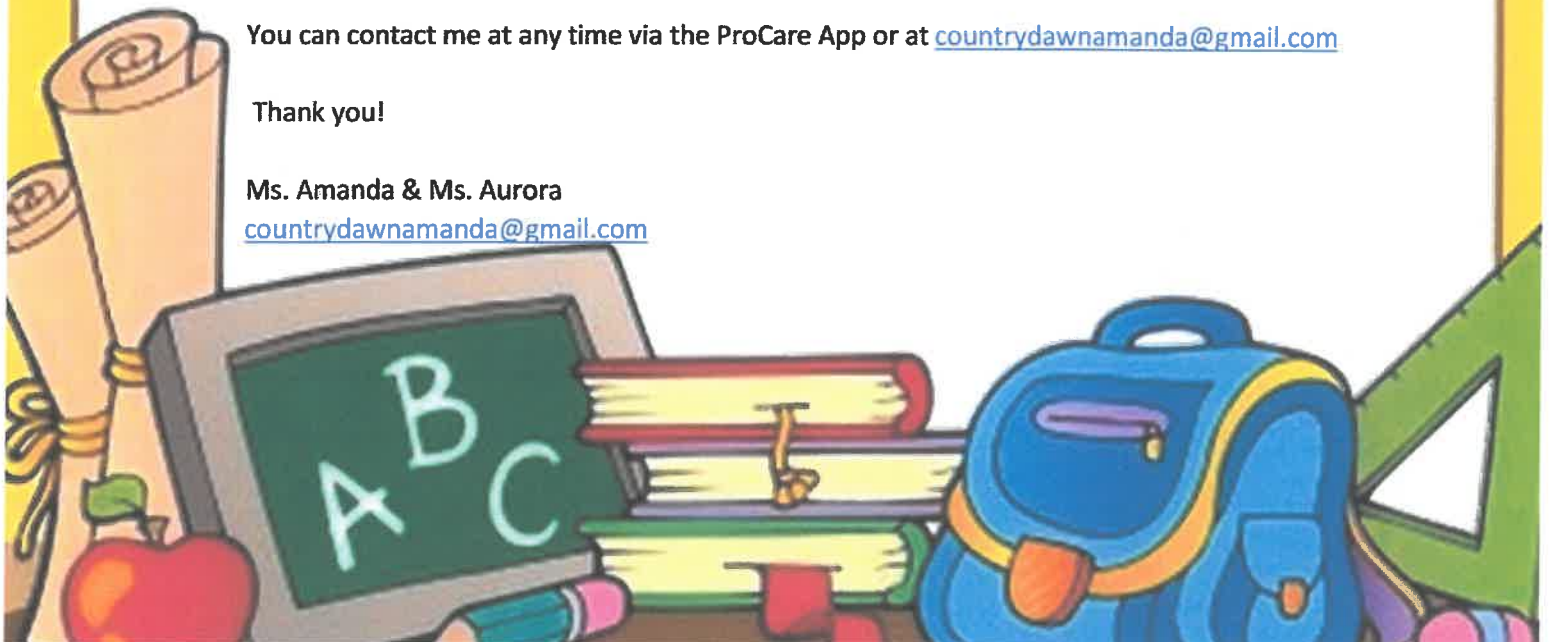 You can contact me at any time via the ProCare App or at countrydawnamanda@gmail.com
Thank you!
Ms. Amanda & Ms. Aurora
countrydawnamanda@gmail.com
B
A C